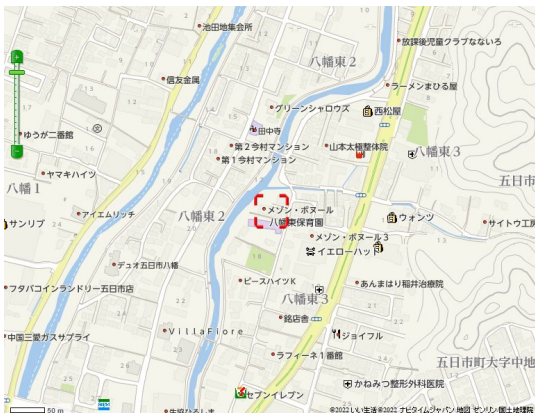 池田地集会所
放課後児童クラブなないろ
八幡東2
信友金属
ラーメンまひる屋
グリーンシャロウズ
西松屋
ゆうが二番館
田中寺
第2今村マンション
山本太極整体院
八幡東3
第1今村マンション
ヤマキハイツ
五日市
八幡1
メゾン・ボヌール
アイエムリッチ
八幡東2
ウォンツ
サンリブ
八幡東保育園
サイトウ工房
メゾン・ボヌール3
イエローハット
デュオ五日市八幡
ピースハイツK
あんまはり稲井治療院
フタバコインランドリー五日市店
八幡東3
銘店舎
VillaFiore
ジョイフル
中国三愛ガスサプライ
ラフィーネ1番館
五日市町大字中地
かねみつ整形外科医院
セブンイレブン
生協ひろしま
50 m
©2022 いい生活©2022 ナビタイムジャパン 地図 ゼンリン 国土地理院